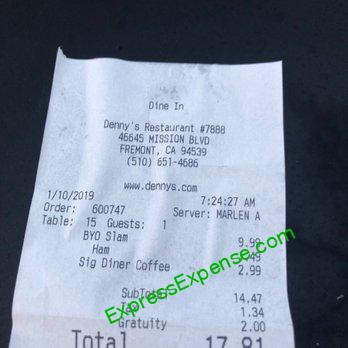 Dine In
Denny's Restaurant #7888
46645 MISSION BLVD
FREMONT, CA 94539
(510) 651-4686
www.dennys.com
1/10/2019 7:24:27 AM
Order: 600747 Server: MARLEN A
Table: 15 Guests: 1
BYO Slam 9.99
Ham .49
Sig Diner Coffee 2.99
SubTotal 14.47
1.34
Gratuity 2.00
Total 17.81
ExpressExpense.com